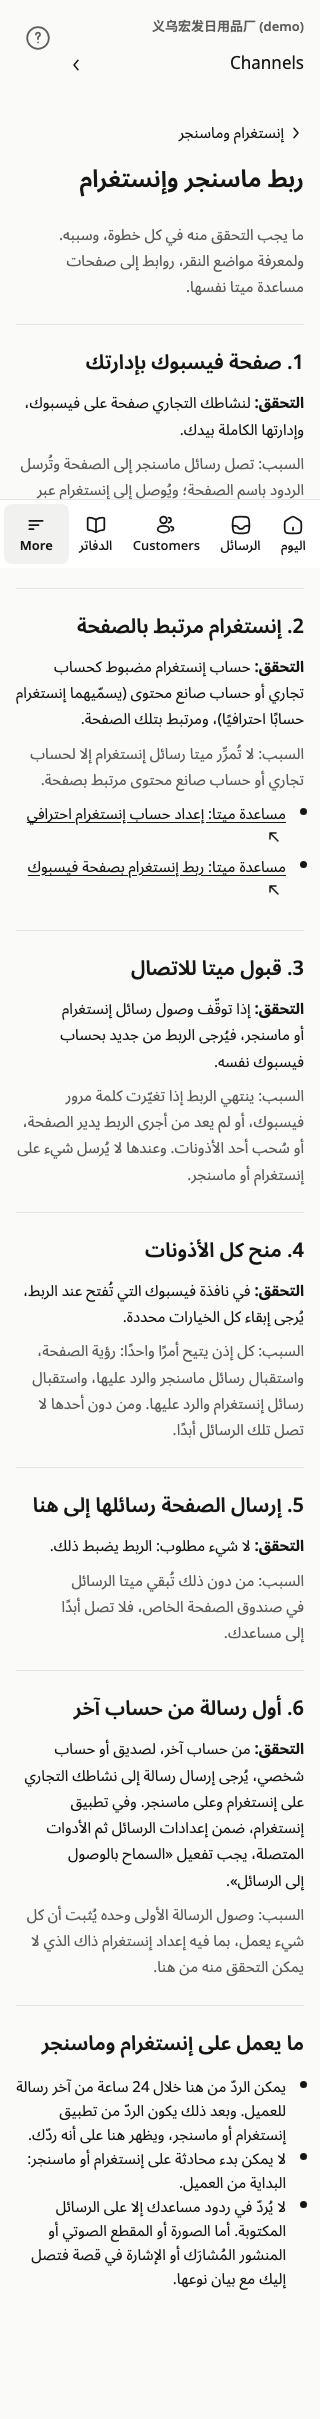 义乌宏发日用品厂 (demo)
Channels
إنستغرام وماسنجر
ربط ماسنجر وإنستغرام
ما يجب التحقق منه في كل خطوة، وسببه.
ولمعرفة مواضع النقر، روابط إلى صفحات
مساعدة ميتا نفسها.
1. صفحة فيسبوك بإدارتك
التحقق: لنشاطك التجاري صفحة على فيسبوك،
وإدارتها الكاملة بيدك.
السبب: تصل رسائل ماسنجر إلى الصفحة وتُرسل
الردود باسم الصفحة؛ ويُوصل إلى إنستغرام عبر
اليوم
الرسائل
Customers
الدفاتر
More
2. إنستغرام مرتبط بالصفحة
التحقق: حساب إنستغرام مضبوط كحساب
تجاري أو حساب صانع محتوى (يسمّيهما إنستغرام
حسابًا احترافيًا)، ومرتبط بتلك الصفحة.
السبب: لا تُمرِّر ميتا رسائل إنستغرام إلا لحساب
تجاري أو حساب صانع محتوى مرتبط بصفحة.
مساعدة ميتا: إعداد حساب إنستغرام احترافي
مساعدة ميتا: ربط إنستغرام بصفحة فيسبوك
3. قبول ميتا للاتصال
التحقق: إذا توقّف وصول رسائل إنستغرام
أو ماسنجر، فيُرجى الربط من جديد بحساب
فيسبوك نفسه.
السبب: ينتهي الربط إذا تغيّرت كلمة مرور
فيسبوك، أو لم يعد من أجرى الربط يدير الصفحة،
أو سُحب أحد الأذونات. وعندها لا يُرسل شيء على
إنستغرام أو ماسنجر.
4. منح كل الأذونات
التحقق: في نافذة فيسبوك التي تُفتح عند الربط،
يُرجى إبقاء كل الخيارات محددة.
السبب: كل إذن يتيح أمرًا واحدًا: رؤية الصفحة،
واستقبال رسائل ماسنجر والرد عليها، واستقبال
رسائل إنستغرام والرد عليها. ومن دون أحدها لا
تصل تلك الرسائل أبدًا.
5. إرسال الصفحة رسائلها إلى هنا
التحقق: لا شيء مطلوب: الربط يضبط ذلك.
السبب: من دون ذلك تُبقي ميتا الرسائل
في صندوق الصفحة الخاص، فلا تصل أبدًا
إلى مساعدك.
6. أول رسالة من حساب آخر
التحقق: من حساب آخر، لصديق أو حساب
شخصي، يُرجى إرسال رسالة إلى نشاطك التجاري
على إنستغرام وعلى ماسنجر. وفي تطبيق
إنستغرام، ضمن إعدادات الرسائل ثم الأدوات
المتصلة، يجب تفعيل «السماح بالوصول
إلى الرسائل».
السبب: وصول الرسالة الأولى وحده يُثبت أن كل
شيء يعمل، بما فيه إعداد إنستغرام ذاك الذي لا
يمكن التحقق منه من هنا.
ما يعمل على إنستغرام وماسنجر
يمكن الردّ من هنا خلال 24 ساعة من آخر رسالة
للعميل. وبعد ذلك يكون الردّ من تطبيق
إنستغرام أو ماسنجر، ويظهر هنا على أنه ردّك.
لا يمكن بدء محادثة على إنستغرام أو ماسنجر:
البداية من العميل.
لا يُردّ في ردود مساعدك إلا على الرسائل
المكتوبة. أما الصورة أو المقطع الصوتي أو
المنشور المُشارَك أو الإشارة في قصة فتصل
إليك مع بيان نوعها.